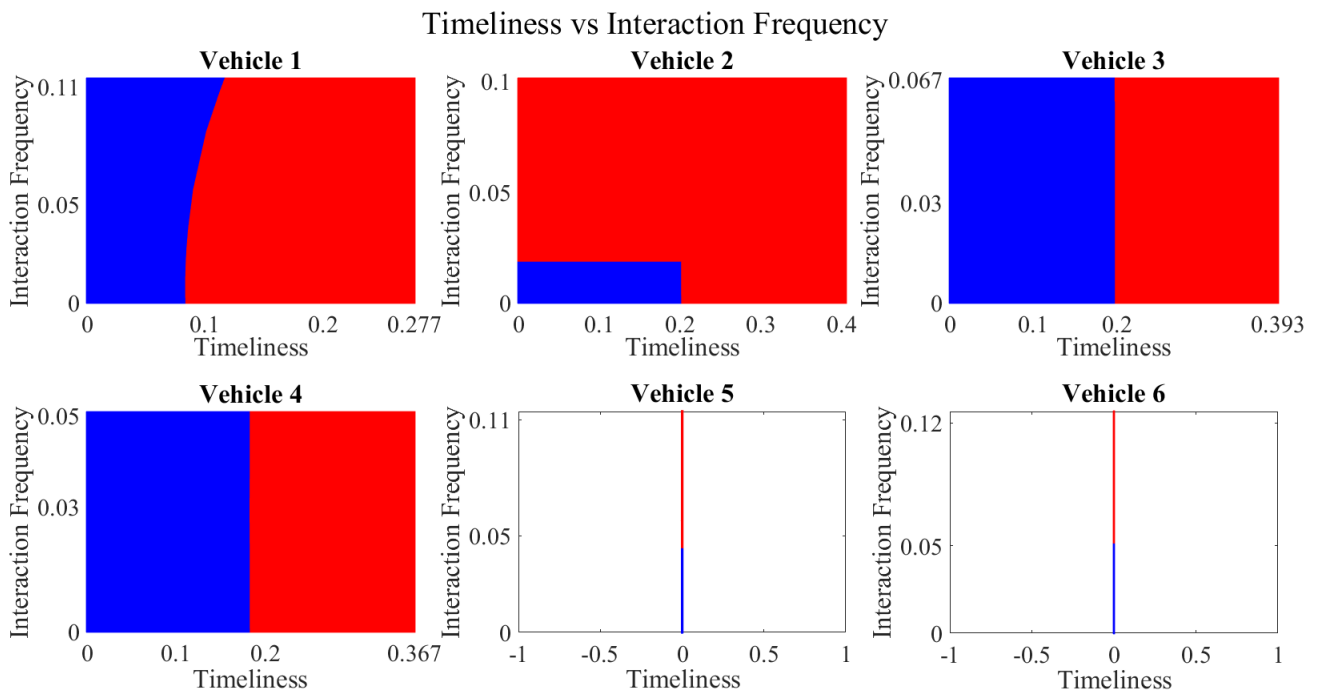 Timeliness vs Interaction Frequency
Vehicle 1
Interaction Frequency
0.11
0.05
0
0 0.1 0.2 0.277
Timeliness
Vehicle 2
Interaction Frequency
0.1
0.05
0
0 0.1 0.2 0.3 0.4
Timeliness
Vehicle 3
Interaction Frequency
0.067
0.03
0
0 0.1 0.2 0.393
Timeliness
Vehicle 4
Interaction Frequency
0.05
0.03
0
0 0.1 0.2 0.367
Timeliness
Vehicle 5
Interaction Frequency
0.11
0.05
0
-1 -0.5 0 0.5 1
Timeliness
Vehicle 6
Interaction Frequency
0.12
0.05
0
-1 -0.5 0 0.5 1
Timeliness